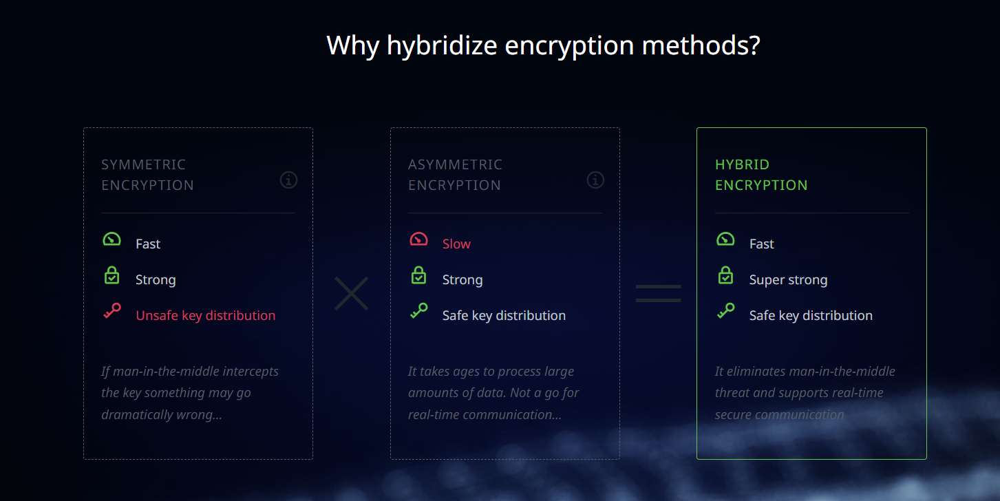 Why hybridize encryption methods?
SYMMETRIC
ENCRYPTION
Fast
Strong
Unsafe key distribution
If man-in-the-middle intercepts
the key something may go
dramatically wrong...
ASYMMETRIC
ENCRYPTION
Slow
Strong
Safe key distribution
It takes ages to process large
amounts of data. Not a go for
real-time communication...
HYBRID
ENCRYPTION
Fast
Super strong
Safe key distribution
It eliminates man-in-the-middle
threat and supports real-time
secure communication